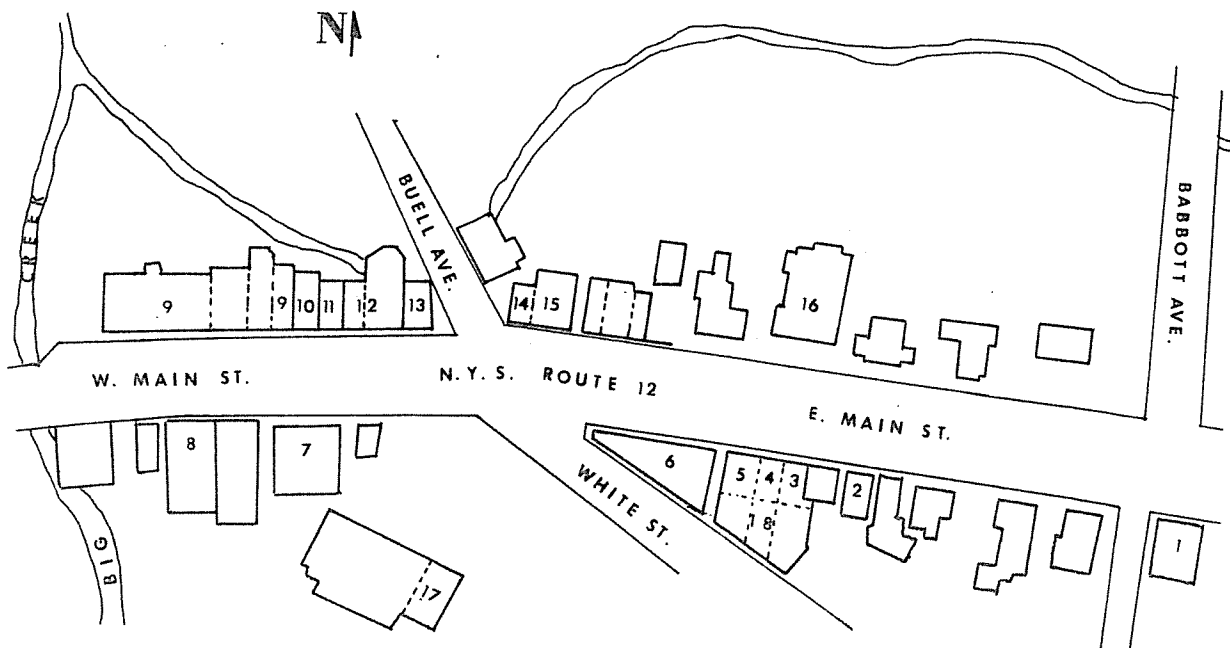 N
CREEK
BUELL AVE.
BABBOTT AVE.
9
9
10
11
12
13
14
15
16
W. MAIN ST.
N.Y.S. ROUTE 12
E. MAIN ST.
8
7
6
5
4
3
2
1
18
WHITE ST.
BIG
17